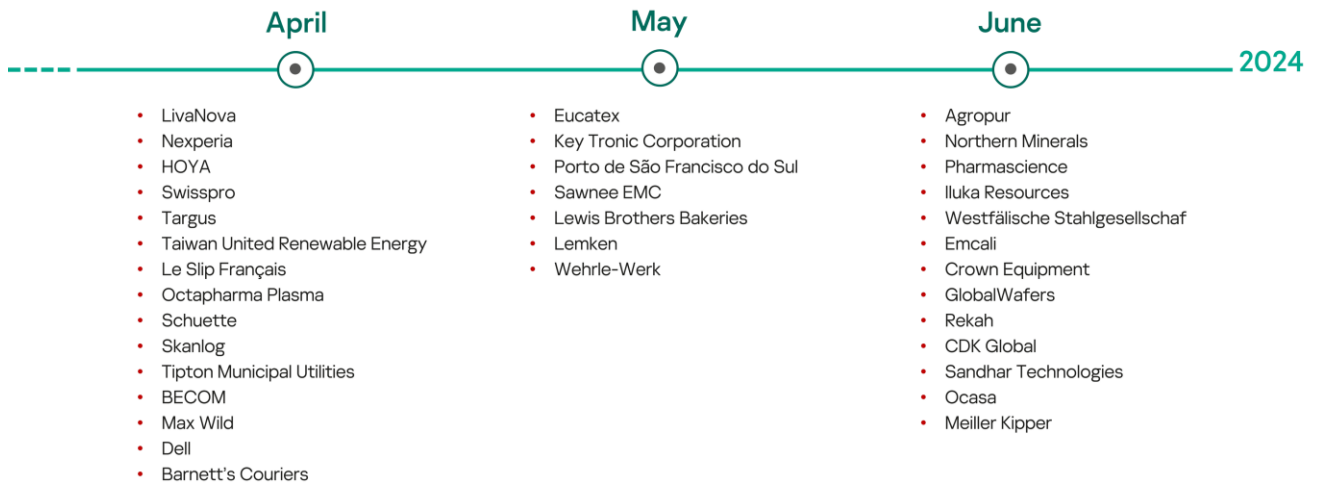 April
May
June
2024
• LivaNova
• Nexperia
• HOYA
• Swisspro
• Targus
• Taiwan United Renewable Energy
• Le Slip Français
• Octapharma Plasma
• Schuette
• Skanlog
• Tipton Municipal Utilities
• BECOM
• Max Wild
• Dell
• Barnett's Couriers
• Eucatex
• Key Tronic Corporation
• Porto de São Francisco do Sul
• Sawnee EMC
• Lewis Brothers Bakeries
• Lemken
• Wehrle-Werk
• Agropur
• Northern Minerals
• Pharmascience
• Iluka Resources
• Westfälische Stahlgesellschaf
• Emcali
• Crown Equipment
• GlobalWafers
• Rekah
• CDK Global
• Sandhar Technologies
• Ocasa
• Meiller Kipper